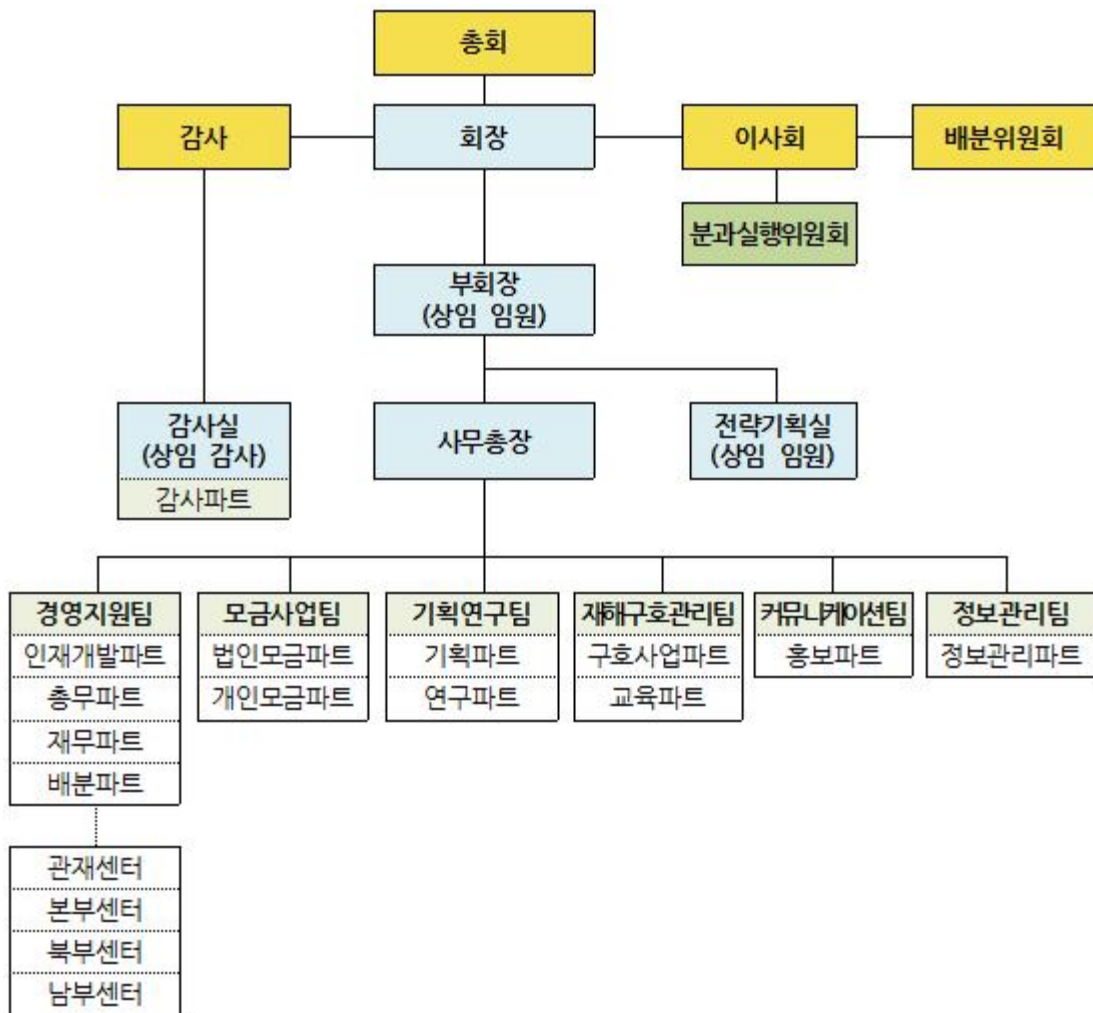 총회
감사
회장
이사회
배분위원회
분과실행위원회
부회장
(상임 임원)
감사실
(상임 감사)
감사파트
사무총장
전략기획실
(상임 임원)
경영지원팀
인재개발파트
총무파트
재무파트
배분파트
관재센터
본부센터
북부센터
남부센터
모금사업팀
법인모금파트
개인모금파트
기획연구팀
기획파트
연구파트
재해구호관리팀
구호사업파트
교육파트
커뮤니케이션팀
홍보파트
정보관리팀
정보관리파트